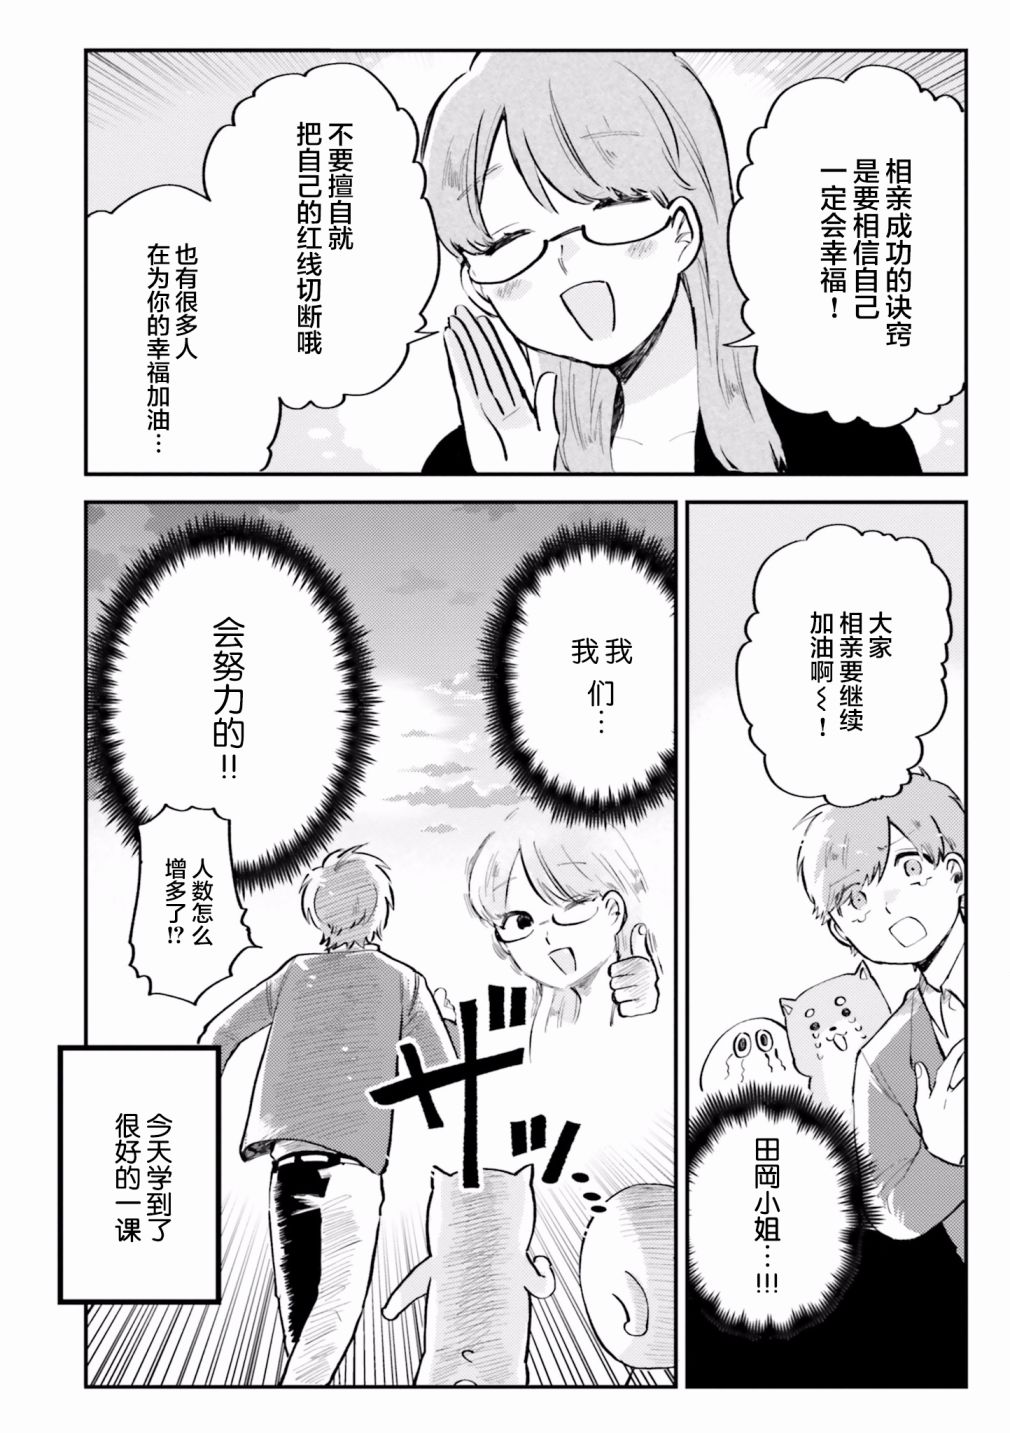 相亲成功的诀窍
是要相信自己
一定会幸福！
不要擅自就
把自己的红线切断哦
也有很多人
在为你的幸福加油…
大家
相亲要继续
加油啊～！
田岡小姐…!!!
我我
们…
会努力的!!
人数怎么
增多了!?
ザッ
今天学到了
很好的一课